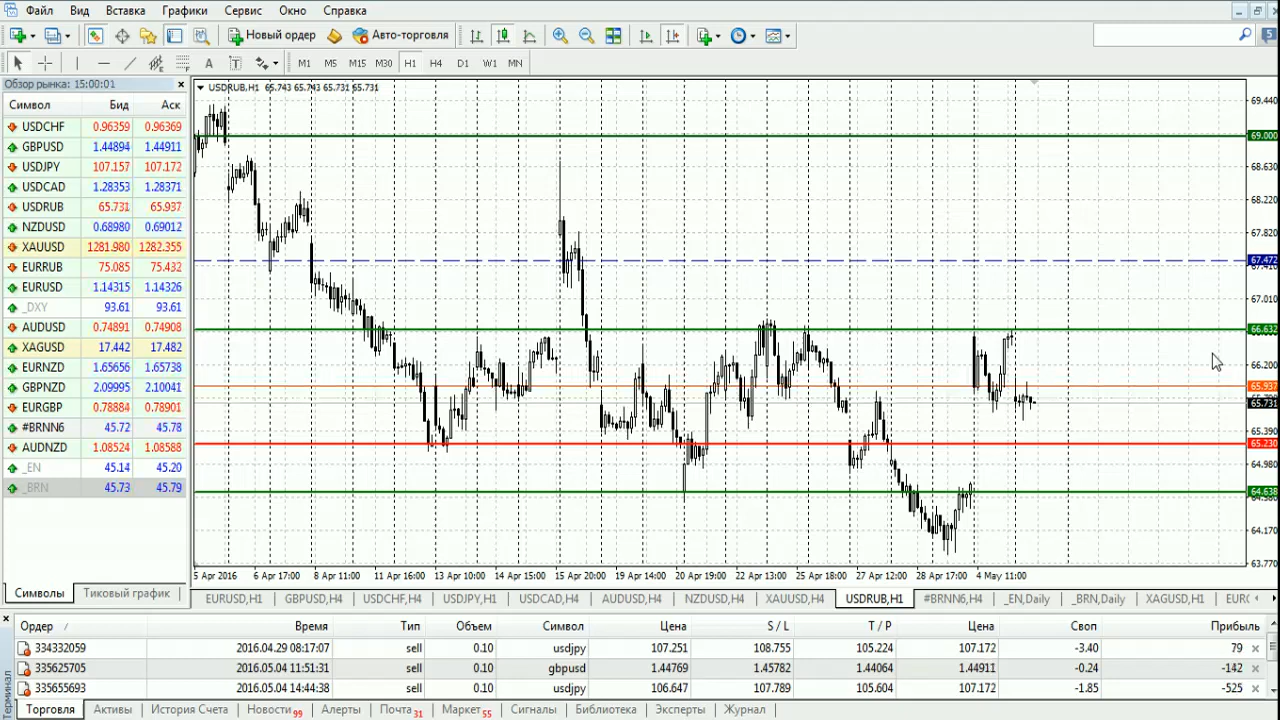 Файл Вид Вставка Графики Сервис Окно Справка
Новый ордер Авто-торговля 5
A T M1 M5 M15 M30 H1 H4 D1 W1 MN
Обзор рынка: 15:00:01
Символ Бид Аск
USDCHF 0.96359 0.96369
GBPUSD 1.44894 1.44911
USDJPY 107.157 107.172
USDCAD 1.28353 1.28371
USDRUB 65.731 65.937
NZDUSD 0.68980 0.69012
XAUUSD 1281.980 1282.355
EURRUB 75.085 75.432
EURUSD 1.14315 1.14326
_DXY 93.61 93.61
AUDUSD 0.74891 0.74908
XAGUSD 17.442 17.482
EURNZD 1.65656 1.65738
GBPNZD 2.09995 2.10041
EURGBP 0.78884 0.78901
#BRNN6 45.72 45.78
AUDNZD 1.08524 1.08588
_EN 45.14 45.20
_BRN 45.73 45.79
Символы Тиковый график
USDRUB,H1 65.743 65.743 65.731 65.731
69.440
69.000
68.630
68.220
67.820
67.472
67.010
66.632
66.200
65.937
65.731
65.390
65.230
64.980
64.638
64.170
63.770
5 Apr 2016 6 Apr 17:00 8 Apr 11:00 11 Apr 16:00 13 Apr 10:00 14 Apr 15:00 15 Apr 20:00 19 Apr 14:00 20 Apr 19:00 22 Apr 13:00 25 Apr 18:00 27 Apr 12:00 28 Apr 17:00 4 May 11:00
EURUSD,H1 GBPUSD,H4 USDCHF,H4 USDJPY,H1 USDCAD,H4 AUDUSD,H4 NZDUSD,H4 XAUUSD,H4 USDRUB,H1 #BRNN6,H4 _EN,Daily _BRN,Daily XAGUSD,H1
Ордер Время Тип Объем Символ Цена S / L T / P Цена Своп Прибыль
334332059 2016.04.29 08:17:07 sell 0.10 usdjpy 107.251 108.755 105.224 107.172 -3.40 79
335625705 2016.05.04 11:51:31 sell 0.10 gbpusd 1.44769 1.45782 1.44064 1.44911 -0.24 -142
335655693 2016.05.04 14:44:38 sell 0.10 usdjpy 106.647 107.789 105.604 107.172 -1.85 -525
Терминал
Торговля Активы История Счета Новости 99 Алерты Почта 31 Маркет 55 Сигналы Библиотека Эксперты Журнал